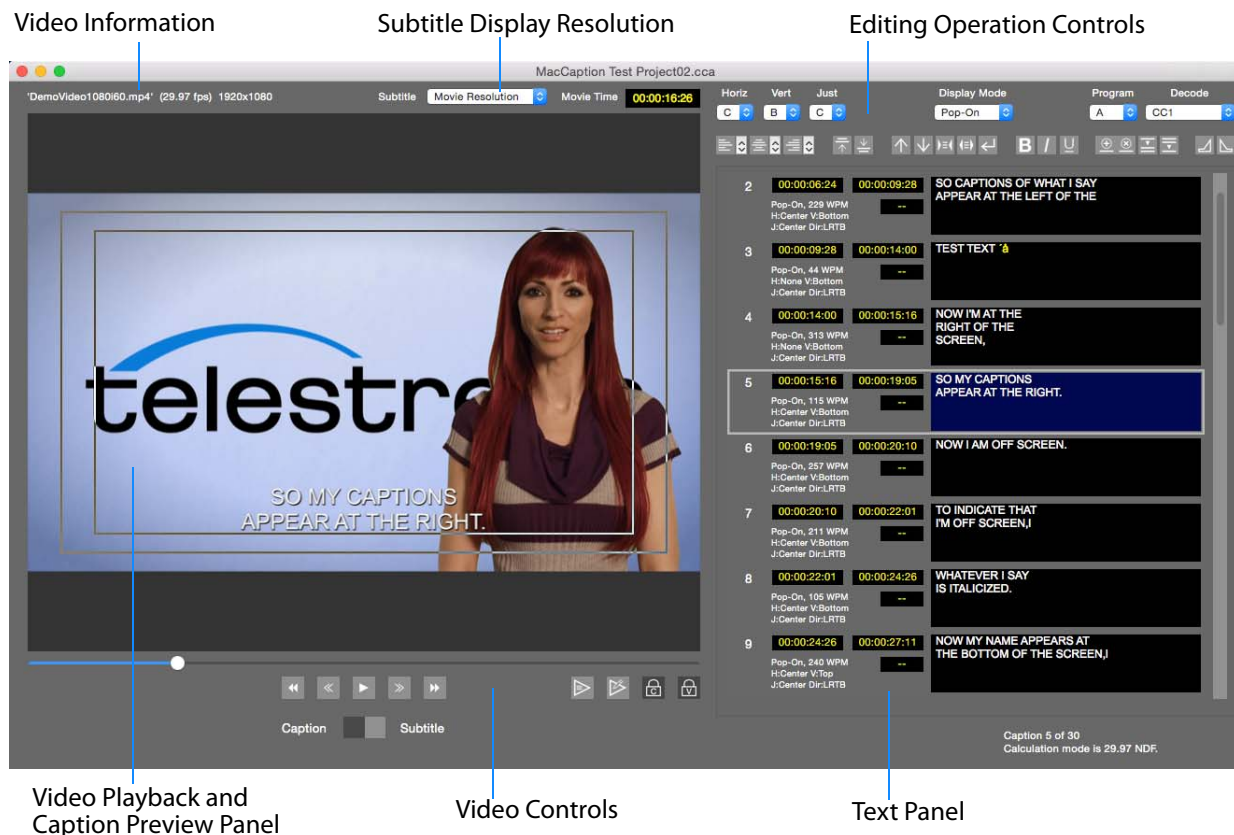 Video Information
Subtitle Display Resolution
Editing Operation Controls
MacCaption Test Project02.cca
'DemoVideo1080i60.mp4' (29.97 fps) 1920x1080
Subtitle
Movie Resolution
Movie Time
00:00:16:26
Horiz
Vert
Just
Display Mode
Program
Decode
C
B
C
Pop-On
A
CC1
B I U
telestre
SO MY CAPTIONS
APPEAR AT THE RIGHT.
2
00:00:06:24
00:00:09:28
SO CAPTIONS OF WHAT I SAY
APPEAR AT THE LEFT OF THE
Pop-On, 229 WPM
--
H:Center V:Bottom
J:Center Dir:LRTB
3
00:00:09:28
00:00:14:00
TEST TEXT ´å
Pop-On, 44 WPM
--
H:None V:Bottom
J:Center Dir:LRTB
4
00:00:14:00
00:00:15:16
NOW I'M AT THE
RIGHT OF THE
SCREEN,
Pop-On, 313 WPM
--
H:None V:Bottom
J:Center Dir:LRTB
5
00:00:15:16
00:00:19:05
SO MY CAPTIONS
APPEAR AT THE RIGHT.
Pop-On, 115 WPM
--
H:Center V:Bottom
J:Center Dir:LRTB
6
00:00:19:05
00:00:20:10
NOW I AM OFF SCREEN.
Pop-On, 257 WPM
--
H:Center V:Bottom
J:Center Dir:LRTB
7
00:00:20:10
00:00:22:01
TO INDICATE THAT
I'M OFF SCREEN,I
Pop-On, 211 WPM
--
H:Center V:Bottom
J:Center Dir:LRTB
8
00:00:22:01
00:00:24:26
WHATEVER I SAY
IS ITALICIZED.
Pop-On, 105 WPM
--
H:Center V:Bottom
J:Center Dir:LRTB
9
00:00:24:26
00:00:27:11
NOW MY NAME APPEARS AT
THE BOTTOM OF THE SCREEN,I
Pop-On, 240 WPM
--
H:Center V:Top
J:Center Dir:LRTB
C
V
Caption
Subtitle
Caption 5 of 30
Calculation mode is 29.97 NDF.
Video Playback and
Caption Preview Panel
Video Controls
Text Panel